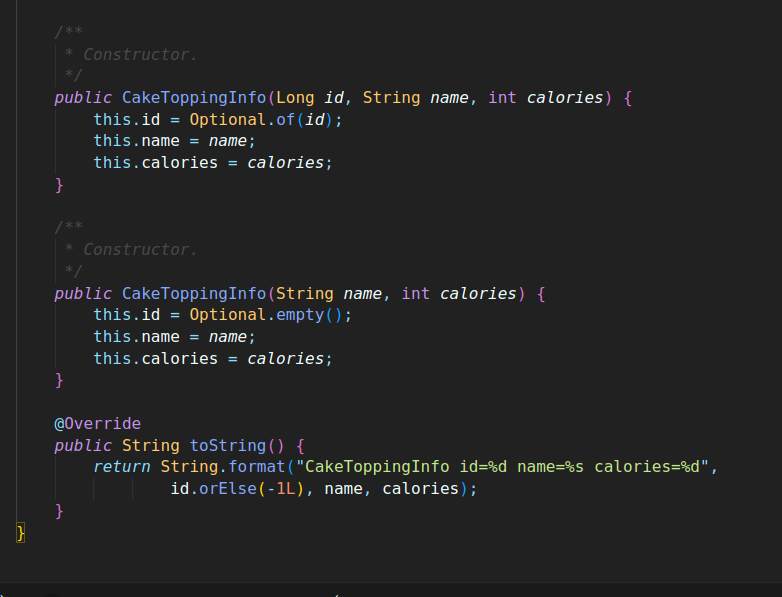 /**
 * Constructor.
 */
public CakeToppingInfo(Long id, String name, int calories) {
    this.id = Optional.of(id);
    this.name = name;
    this.calories = calories;
}

/**
 * Constructor.
 */
public CakeToppingInfo(String name, int calories) {
    this.id = Optional.empty();
    this.name = name;
    this.calories = calories;
}

@Override
public String toString() {
    return String.format("CakeToppingInfo id=%d name=%s calories=%d",
            id.orElse(-1L), name, calories);
}
}